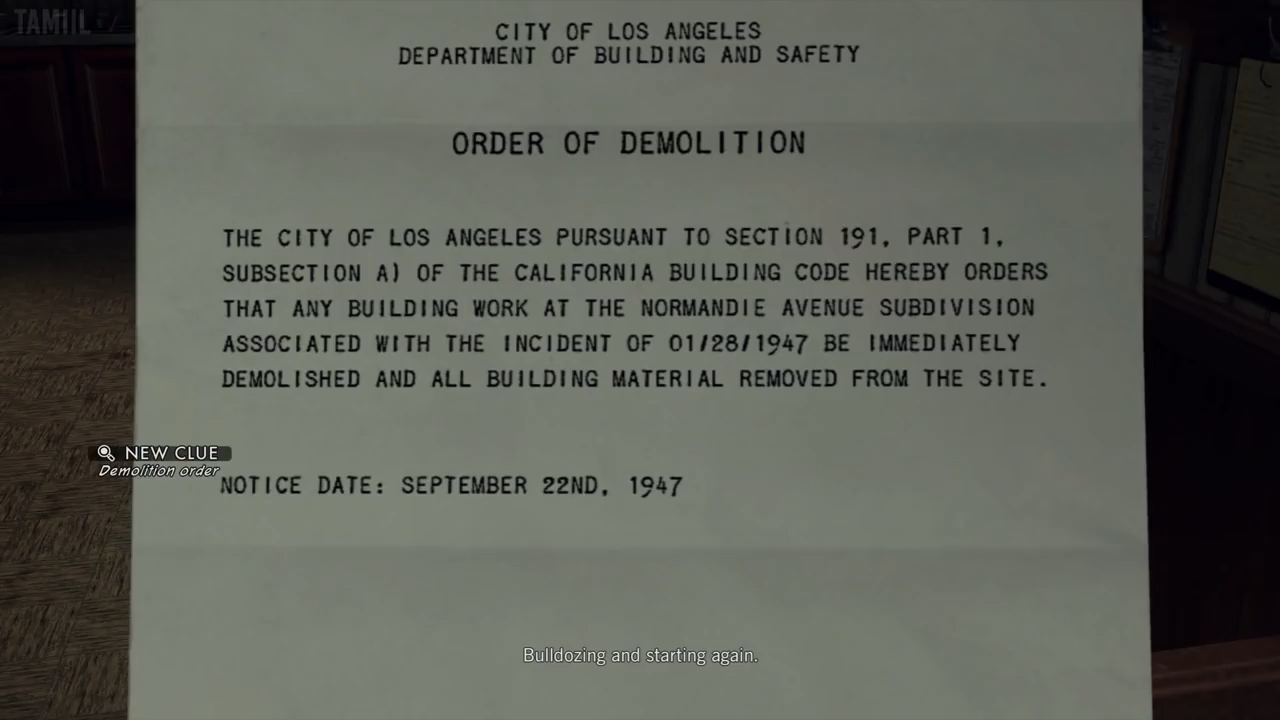 TAMIIL
CITY OF LOS ANGELES
DEPARTMENT OF BUILDING AND SAFETY
ORDER OF DEMOLITION
THE CITY OF LOS ANGELES PURSUANT TO SECTION 191, PART 1,
SUBSECTION A) OF THE CALIFORNIA BUILDING CODE HEREBY ORDERS
THAT ANY BUILDING WORK AT THE NORMANDIE AVENUE SUBDIVISION
ASSOCIATED WITH THE INCIDENT OF 01/28/1947 BE IMMEDIATELY
DEMOLISHED AND ALL BUILDING MATERIAL REMOVED FROM THE SITE.
NEW CLUE
Demolition order
NOTICE DATE: SEPTEMBER 22ND, 1947
Bulldozing and starting again.